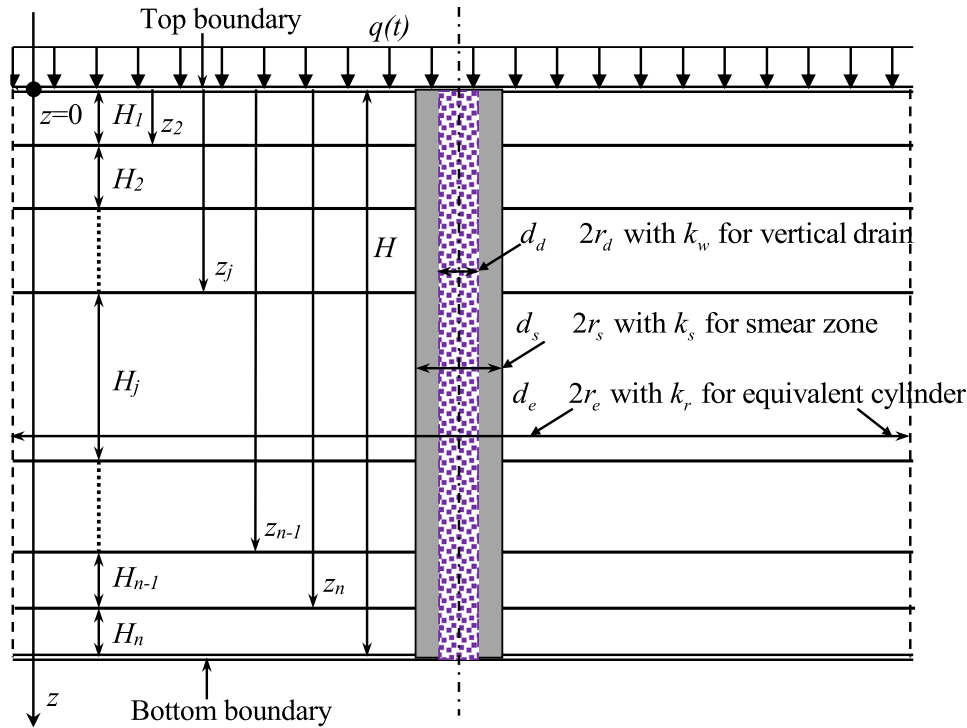 Top boundary
q(t)
z=0
H1
z2
H2
H
dd 2rd with kw for vertical drain
zj
ds 2rs with ks for smear zone
Hj
de 2re with kr for equivalent cylinder
zn-1
Hn-1
zn
Hn
z
Bottom boundary